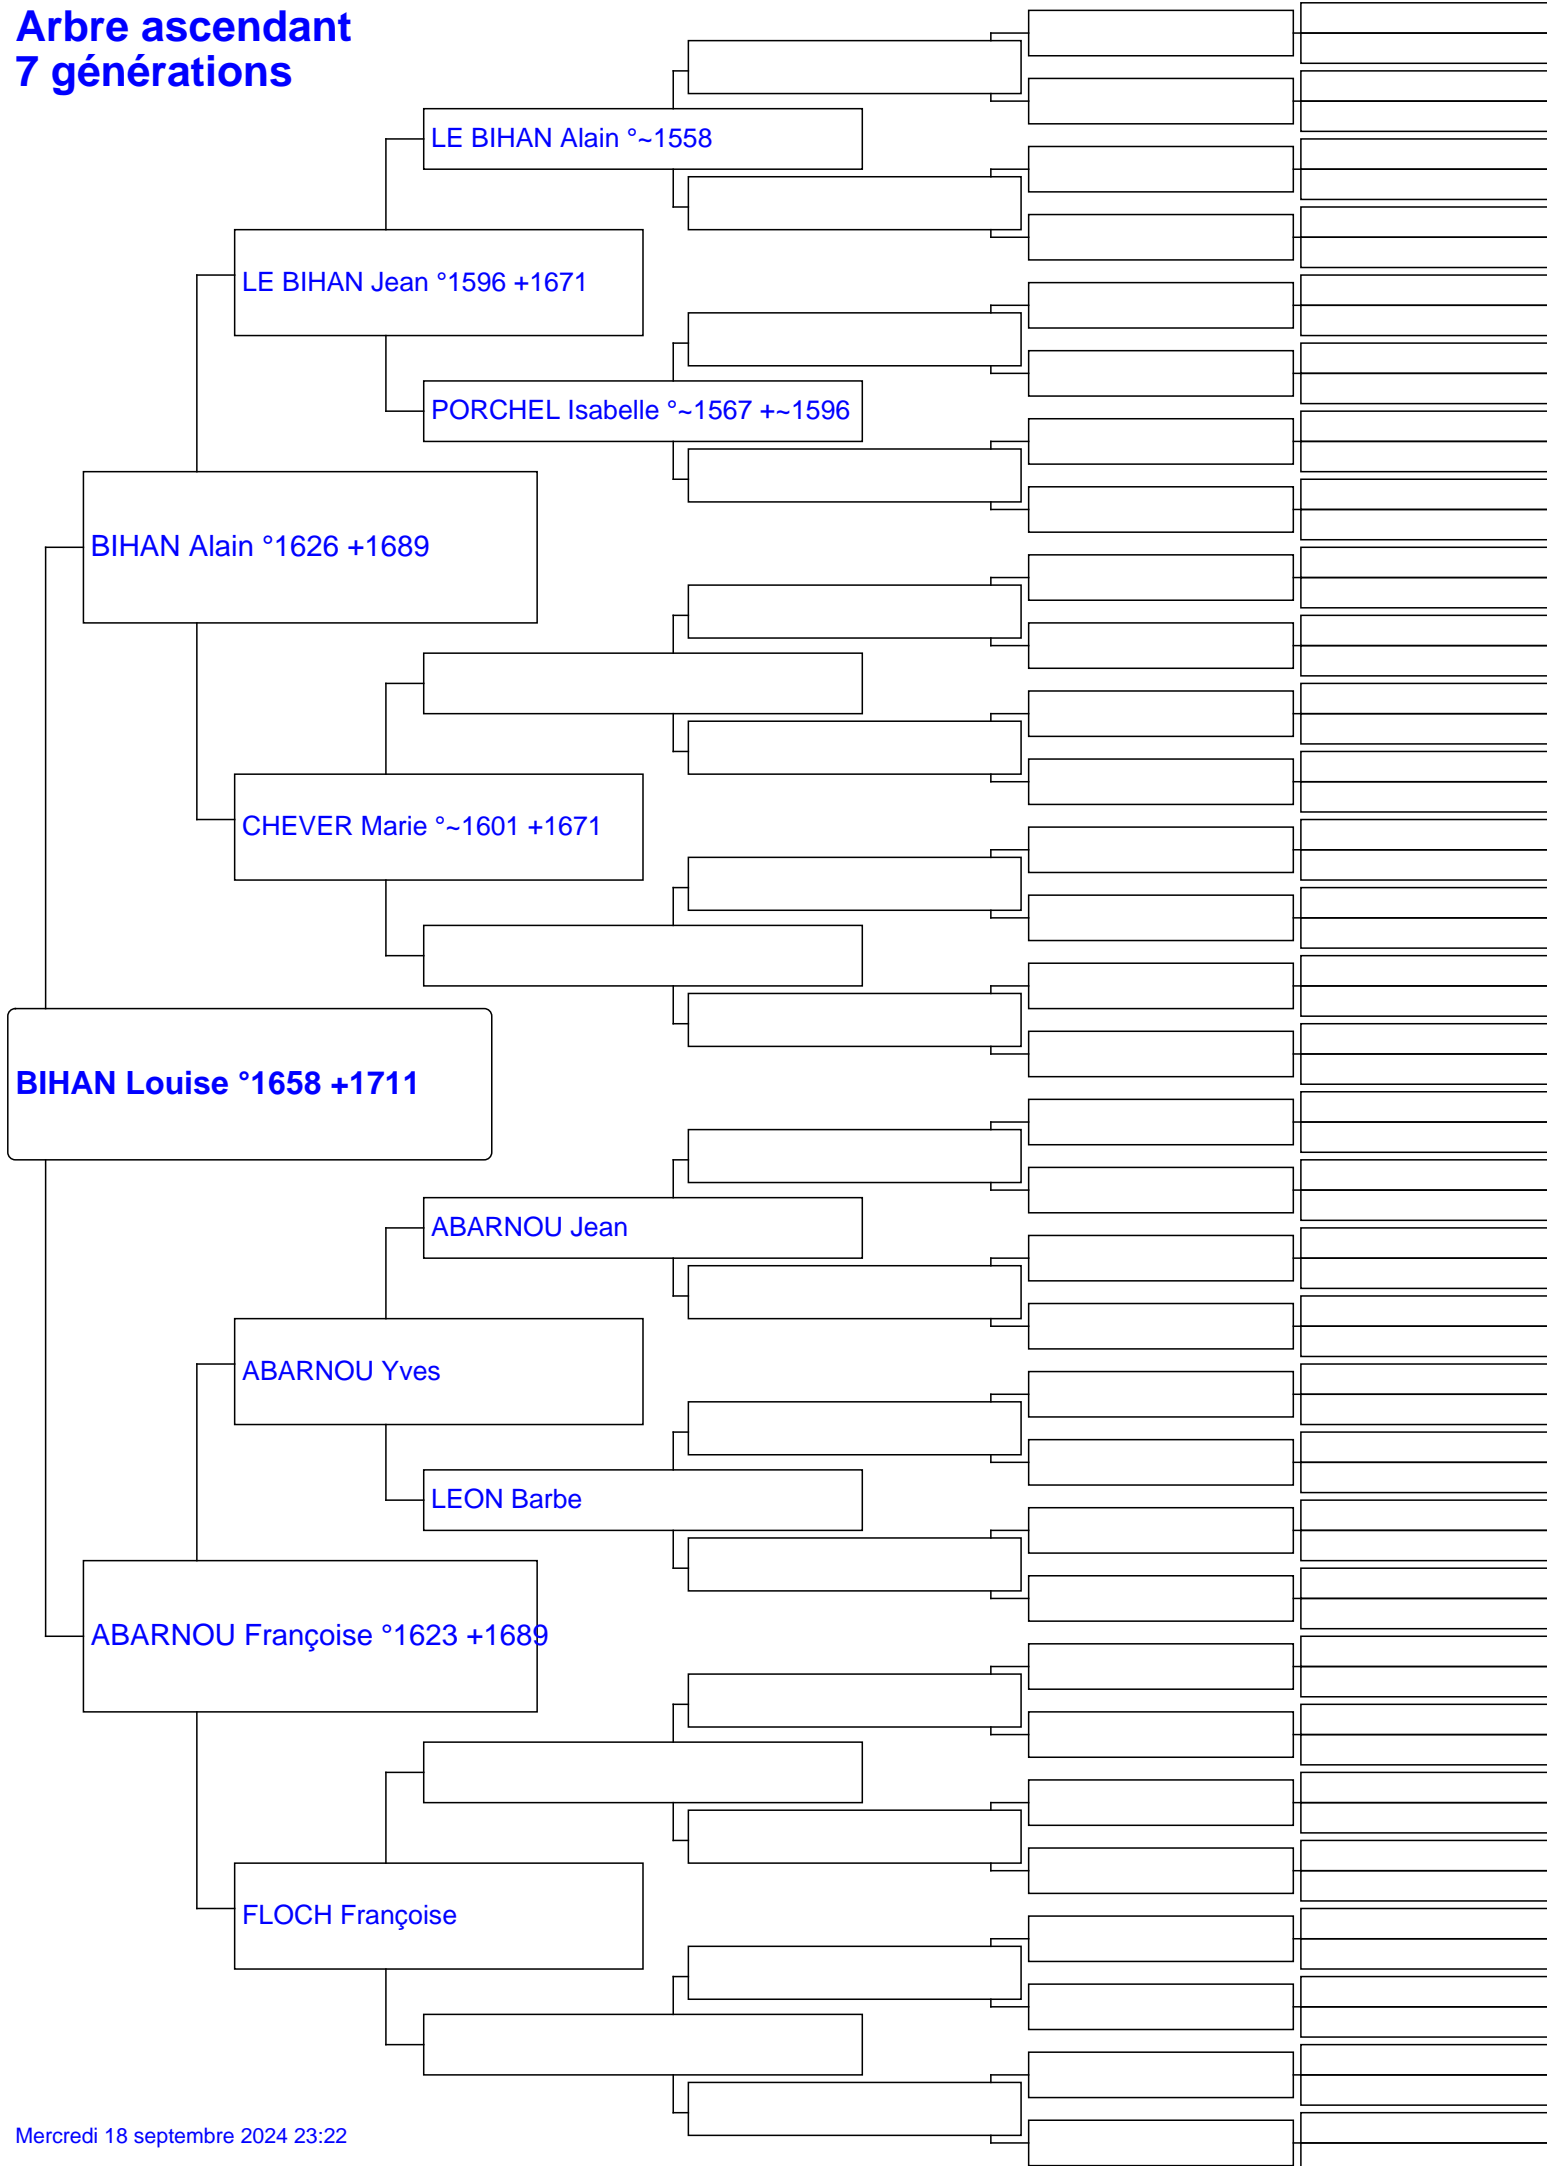 Arbre ascendant
7 générations
LE BIHAN Alain °~1558
LE BIHAN Jean °1596 +1671
PORCHEL Isabelle °~1567 +~1596
BIHAN Alain °1626 +1689
CHEVER Marie °~1601 +1671
BIHAN Louise °1658 +1711
ABARNOU Jean
ABARNOU Yves
LEON Barbe
ABARNOU Françoise °1623 +1689
FLOCH Françoise
Mercredi 18 septembre 2024 23:22